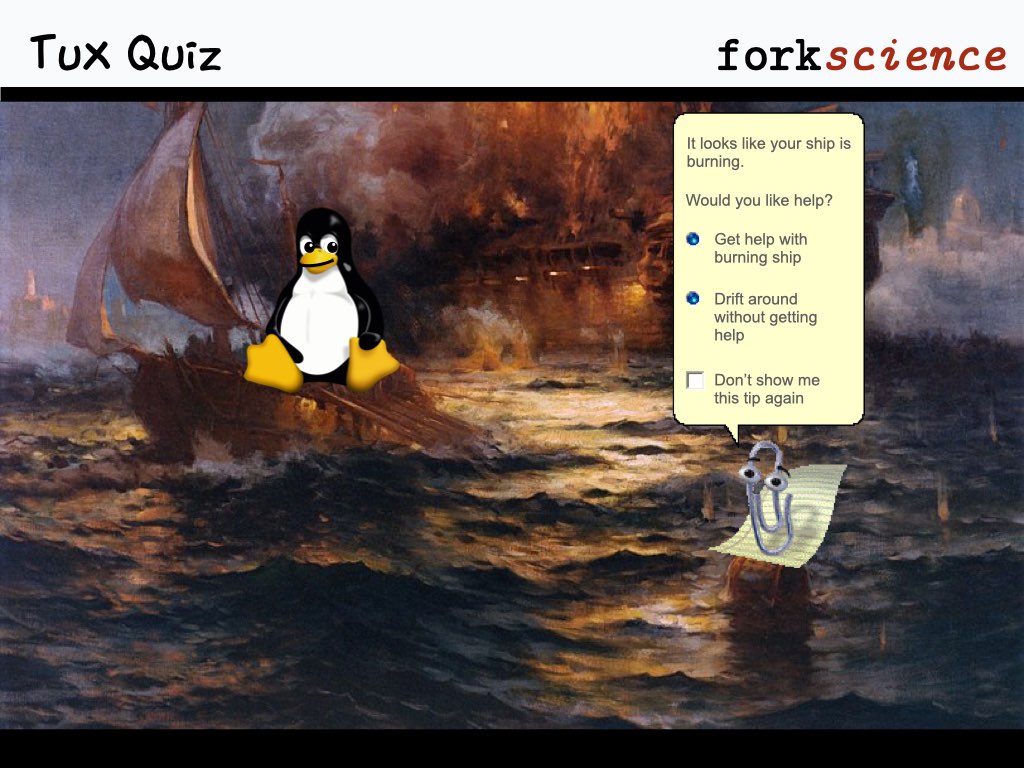 Tux Quiz
forkscience
It looks like your ship is
burning.
Would you like help?
Get help with
burning ship
Drift around
without getting
help
Don’t show me
this tip again